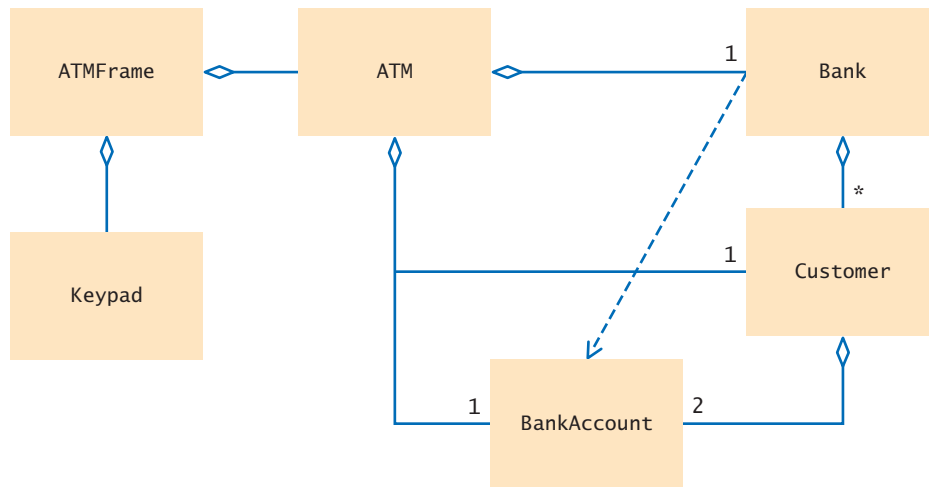 ATMFrame
ATM
1
Bank
*
1
Customer
Keypad
1
BankAccount
2